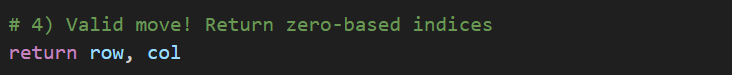 # 4) Valid move! Return zero-based indices
return row, col